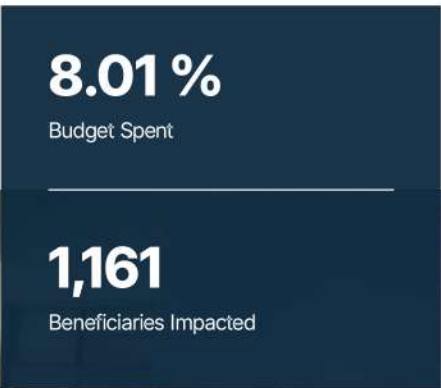 8.01 %
Budget Spent
1,161
Beneficiaries Impacted